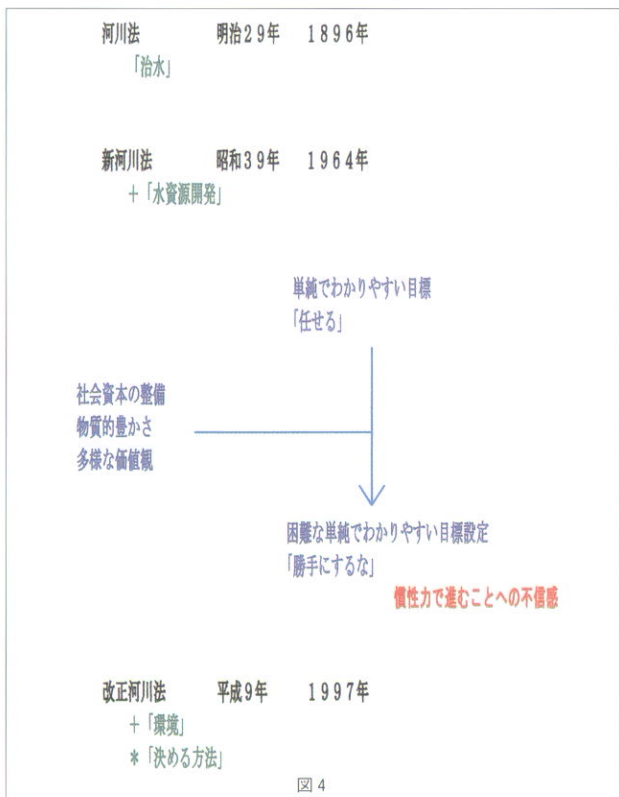 河川法　明治29年　1896年
「治水」
新河川法　昭和39年　1964年
＋「水資源開発」
単純でわかりやすい目標
「任せる」
社会資本の整備
物質的豊かさ
多様な価値観
困難な単純でわかりやすい目標設定
「勝手にするな」
慣性力で進むことへの不信感
改正河川法　平成9年　1997年
＋「環境」
＊「決める方法」
図4